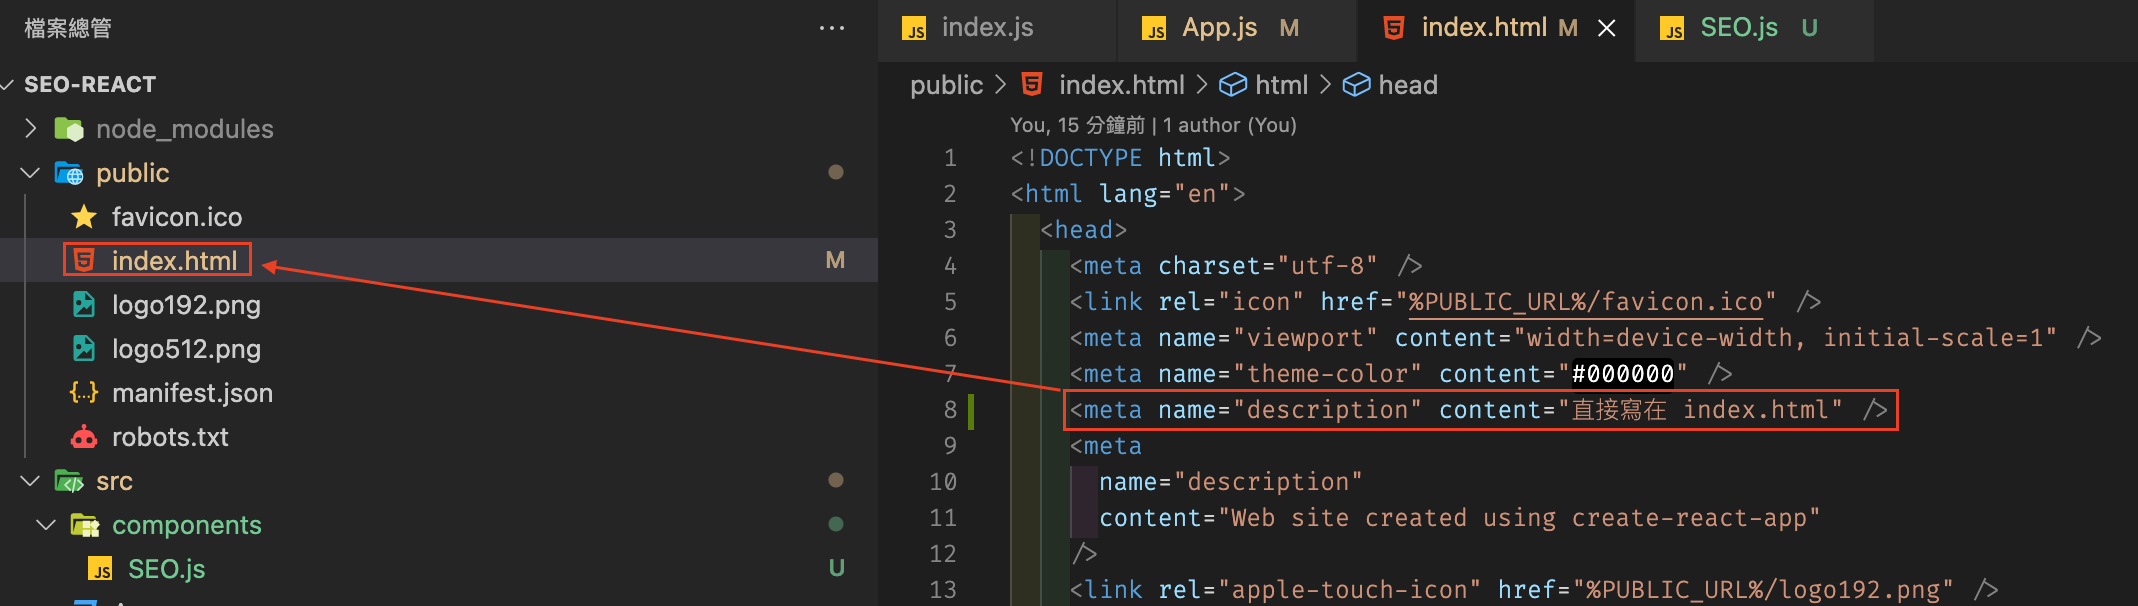 檔案總管 ···
SEO-REACT
node_modules
public
favicon.ico
index.html M
logo192.png
logo512.png
manifest.json
robots.txt
src
components
SEO.js U
index.js App.js M index.html M SEO.js U
public > index.html > html > head
You, 15 分鐘前 | 1 author (You)
1 <!DOCTYPE html>
2 <html lang="en">
3 <head>
4 <meta charset="utf-8" />
5 <link rel="icon" href="%PUBLIC_URL%/favicon.ico" />
6 <meta name="viewport" content="width=device-width, initial-scale=1" />
7 <meta name="theme-color" content="#000000" />
8 <meta name="description" content="直接寫在 index.html" />
9 <meta
10 name="description"
11 content="Web site created using create-react-app"
12 />
13 <link rel="apple-touch-icon" href="%PUBLIC_URL%/logo192.png" />